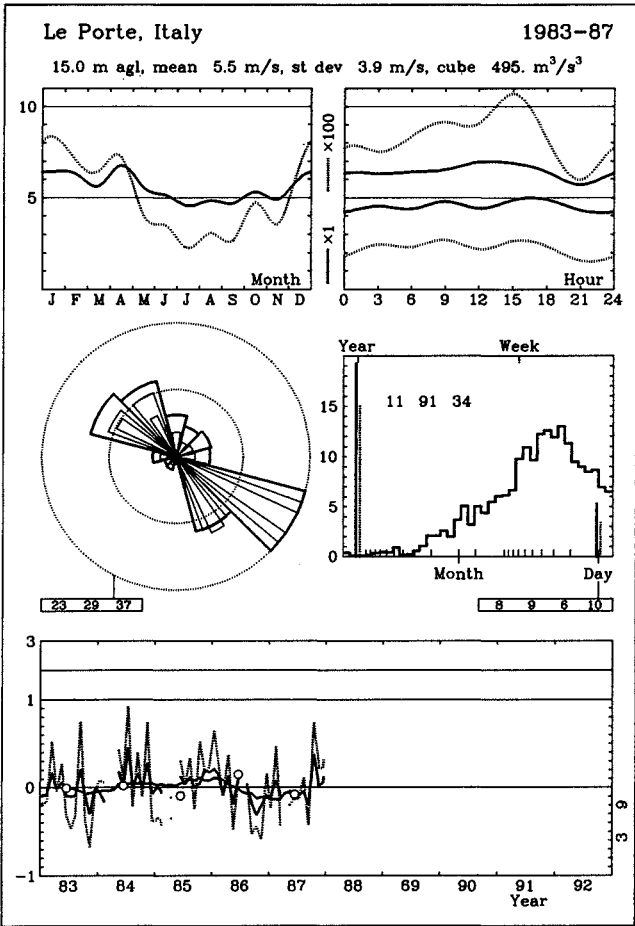 Le Porte, Italy 1983-87
15.0 m agl, mean 5.5 m/s, st dev 3.9 m/s, cube 495. m³/s³
10
5
J F M A M J J A S O N D
Month
×100
×1
0 3 6 9 12 15 18 21 24
Hour
Year Week
15
10
5
0
11 91 34
Month Day
23 29 37
8 9 6 10
3
1
0
-1
83 84 85 86 87 88 89 90 91 92
Year
3 9